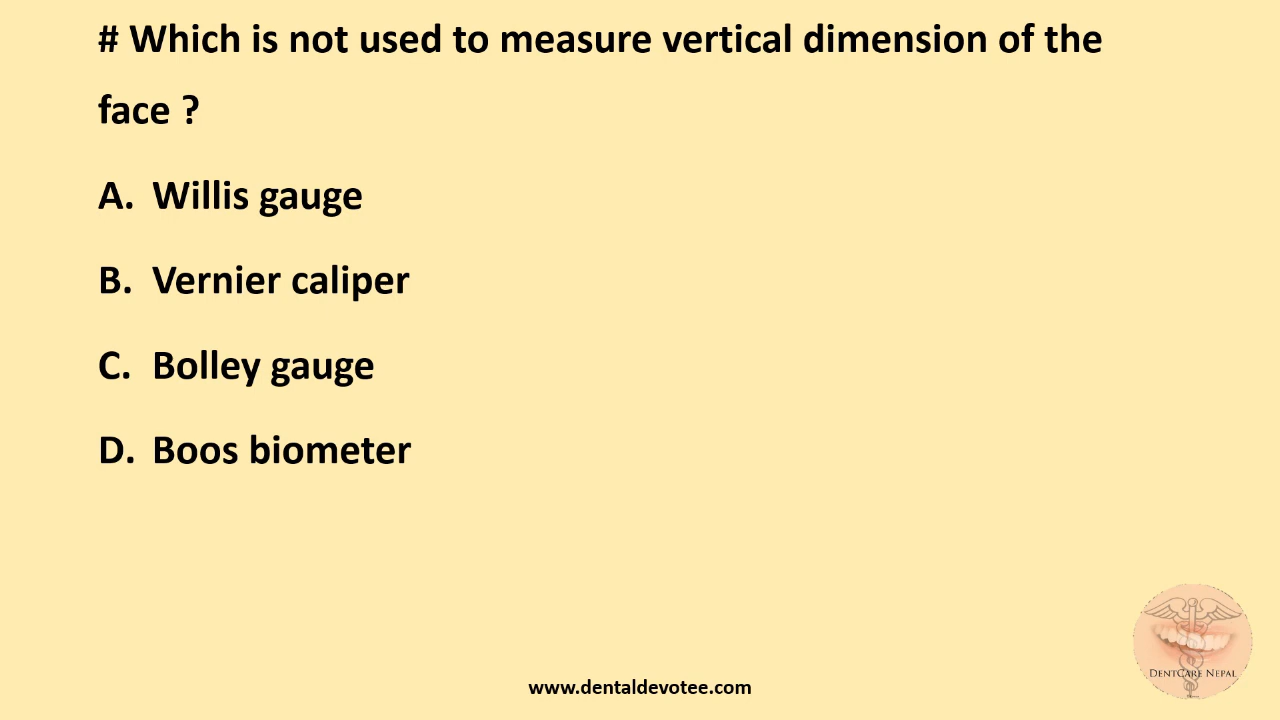 # Which is not used to measure vertical dimension of the
face ?
A. Willis gauge
B. Vernier caliper
C. Bolley gauge
D. Boos biometer
DentCare Nepal
www.dentaldevotee.com